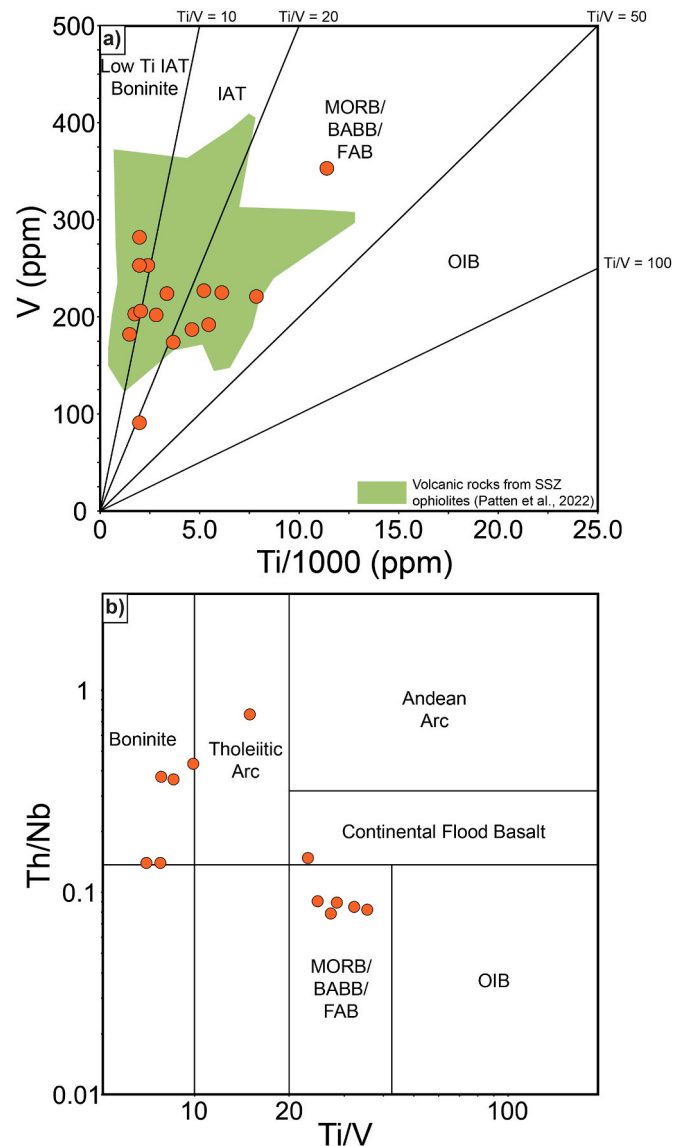 Ti/V = 10
Ti/V = 20
Ti/V = 50
500
a)
Low Ti IAT
Boninite
IAT
MORB/
BABB/
FAB
400
300
OIB
Ti/V = 100
V (ppm)
200
100
Volcanic rocks from SSZ
ophiolites (Patten et al., 2022)
0
0
5.0
10.0
15.0
20.0
25.0
Ti/1000 (ppm)
b)
1
Boninite
Tholeiitic
Arc
Andean
Arc
Continental Flood Basalt
Th/Nb
0.1
MORB/
BABB/
FAB
OIB
0.01
10
20
100
Ti/V